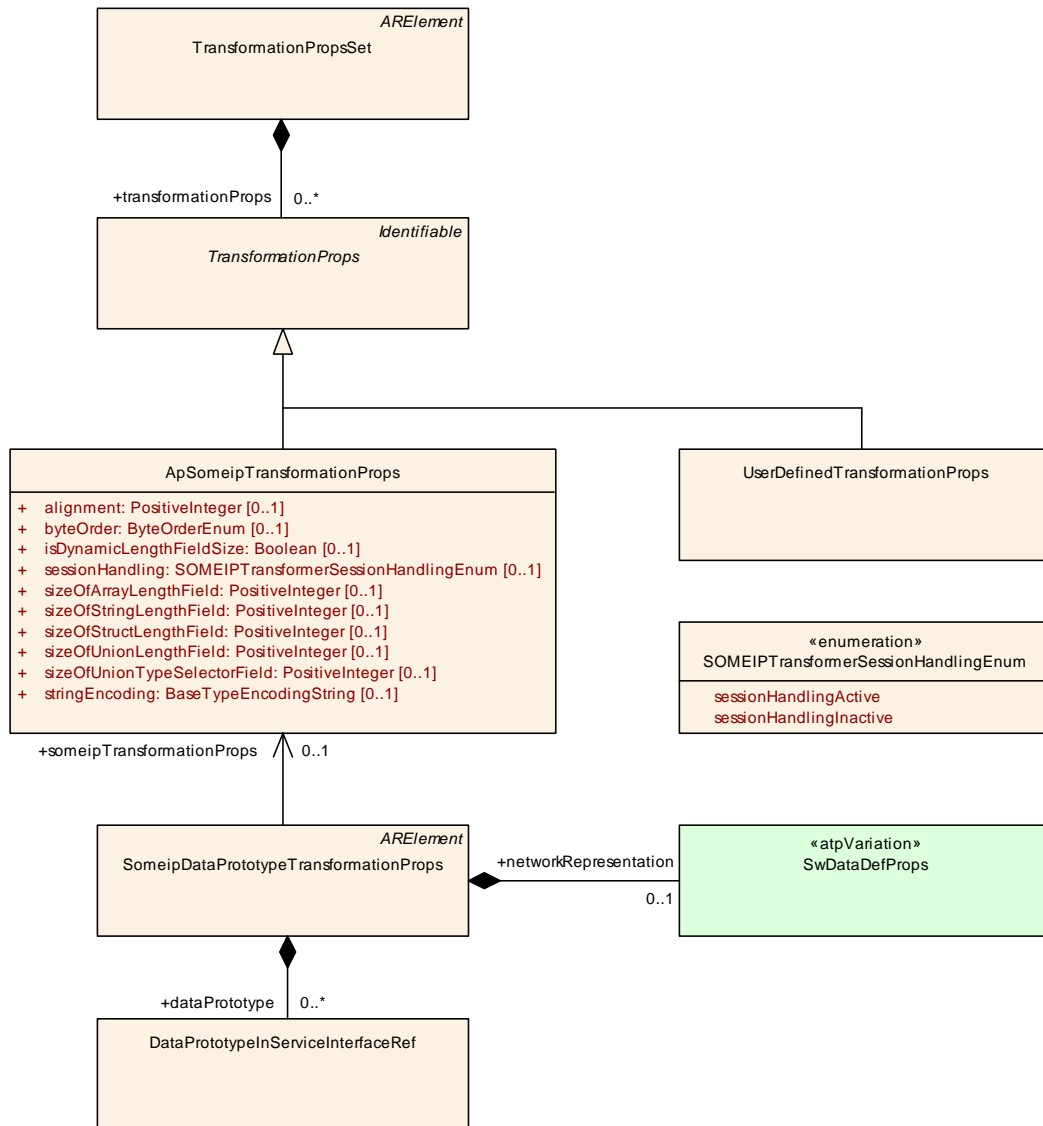 ARElement
TransformationPropsSet
+transformationProps 0..*
Identifiable
TransformationProps
ApSomeipTransformationProps
+ alignment: PositiveInteger [0..1]
+ byteOrder: ByteOrderEnum [0..1]
+ isDynamicLengthFieldSize: Boolean [0..1]
+ sessionHandling: SOMEIPTransformerSessionHandlingEnum [0..1]
+ sizeOfArrayLengthField: PositiveInteger [0..1]
+ sizeOfStringLengthField: PositiveInteger [0..1]
+ sizeOfStructLengthField: PositiveInteger [0..1]
+ sizeOfUnionLengthField: PositiveInteger [0..1]
+ sizeOfUnionTypeSelectorField: PositiveInteger [0..1]
+ stringEncoding: BaseTypeEncodingString [0..1]
UserDefinedTransformationProps
«enumeration»
SOMEIPTransformerSessionHandlingEnum
sessionHandlingActive
sessionHandlingInactive
+someipTransformationProps 0..1
ARElement
SomeipDataPrototypeTransformationProps
+networkRepresentation
0..1
«atpVariation»
SwDataDefProps
+dataPrototype 0..*
DataPrototypeInServiceInterfaceRef